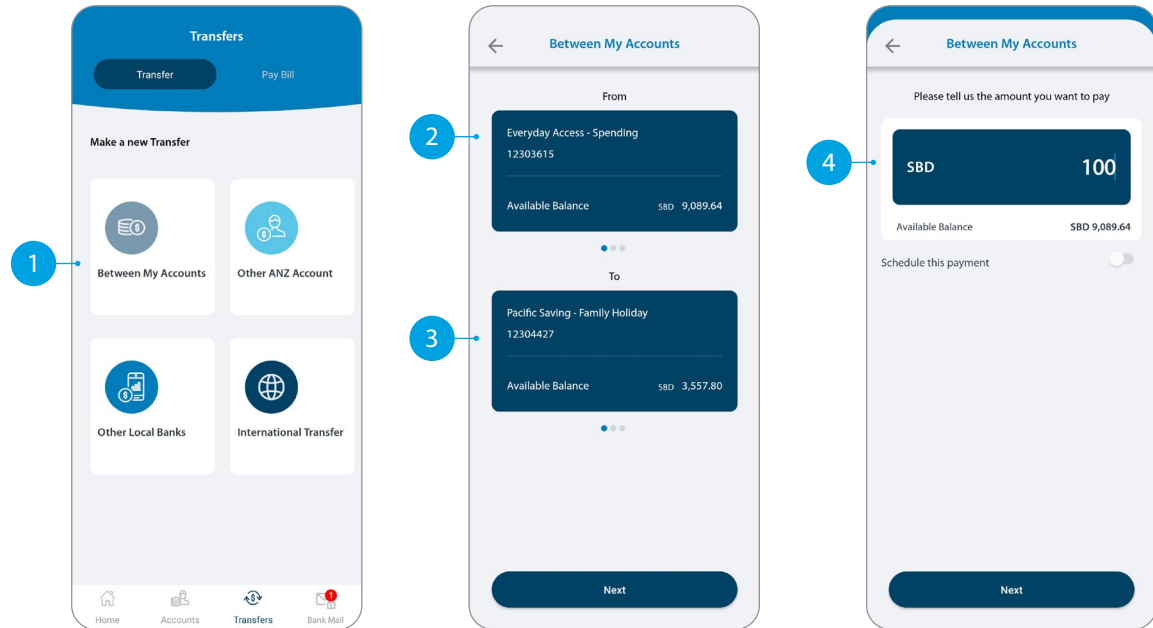 Transfers
Transfer
Pay Bill
Make a new Transfer
1
Between My Accounts
Other ANZ Account
Other Local Banks
International Transfer
Home
Accounts
Transfers
1
Bank Mail
Between My Accounts
From
2
Everyday Access - Spending
12303615
Available Balance SBD 9,089.64
To
3
Pacific Saving - Family Holiday
12304427
Available Balance SBD 3,557.80
Next
Between My Accounts
Please tell us the amount you want to pay
4
SBD 100
Available Balance SBD 9,089.64
Schedule this payment
Next